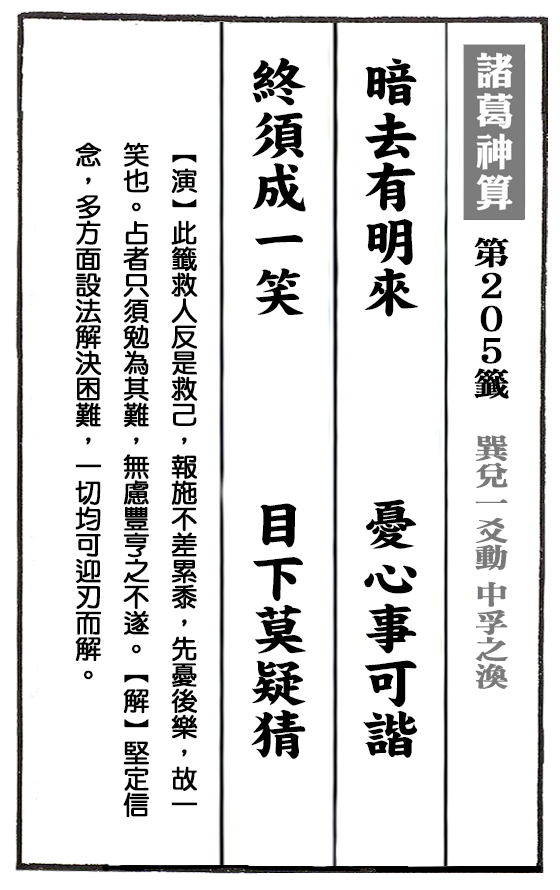 諸葛神算 第205籤 巽兌一爻動 中孚之渙
暗去有明來 憂心事可諧
終須成一笑 目下莫疑猜
【演】此籤救人反是救己，報施不差累黍，先憂後樂，故一
笑也。占者只須勉為其難，無慮豐亨之不遂。【解】堅定信
念，多方面設法解決困難，一切均可迎刃而解。